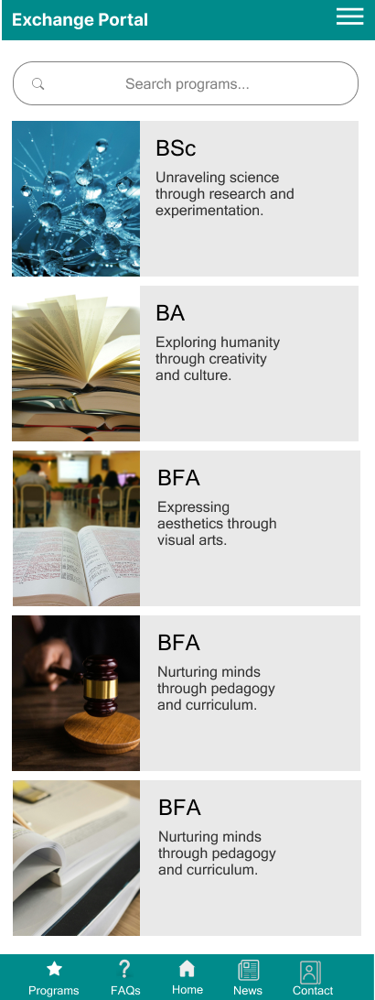 Exchange Portal
Search programs...
BSc
Unraveling science
through research and
experimentation.
BA
Exploring humanity
through creativity
and culture.
BFA
Expressing
aesthetics through
visual arts.
BFA
Nurturing minds
through pedagogy
and curriculum.
BFA
Nurturing minds
through pedagogy
and curriculum.
Programs
FAQs
Home
News
Contact